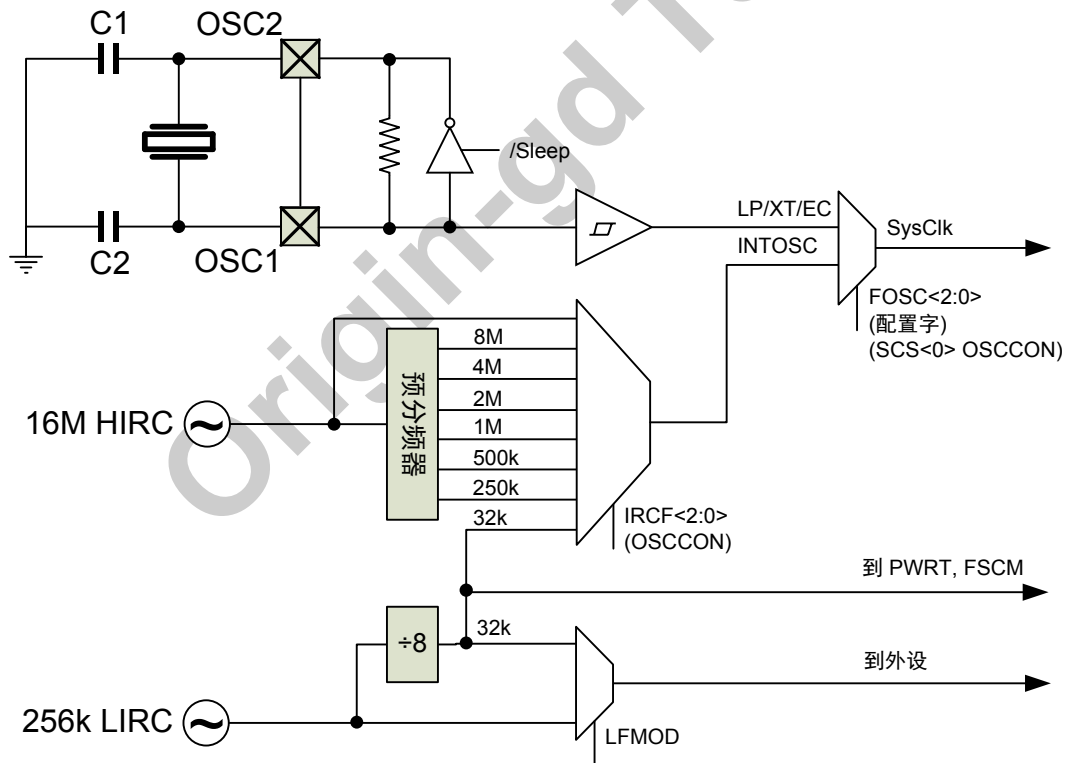 C1
OSC2
/Sleep
C2
OSC1
LP/XT/EC
INTOSC
SysClk
FOSC<2:0>
(配置字)
(SCS<0> OSCCON)
16M HIRC
预分频器
8M
4M
2M
1M
500k
250k
32k
IRCF<2:0>
(OSCCON)
到 PWRT, FSCM
÷8
32k
到外设
256k LIRC
LFMOD
Origin-gd